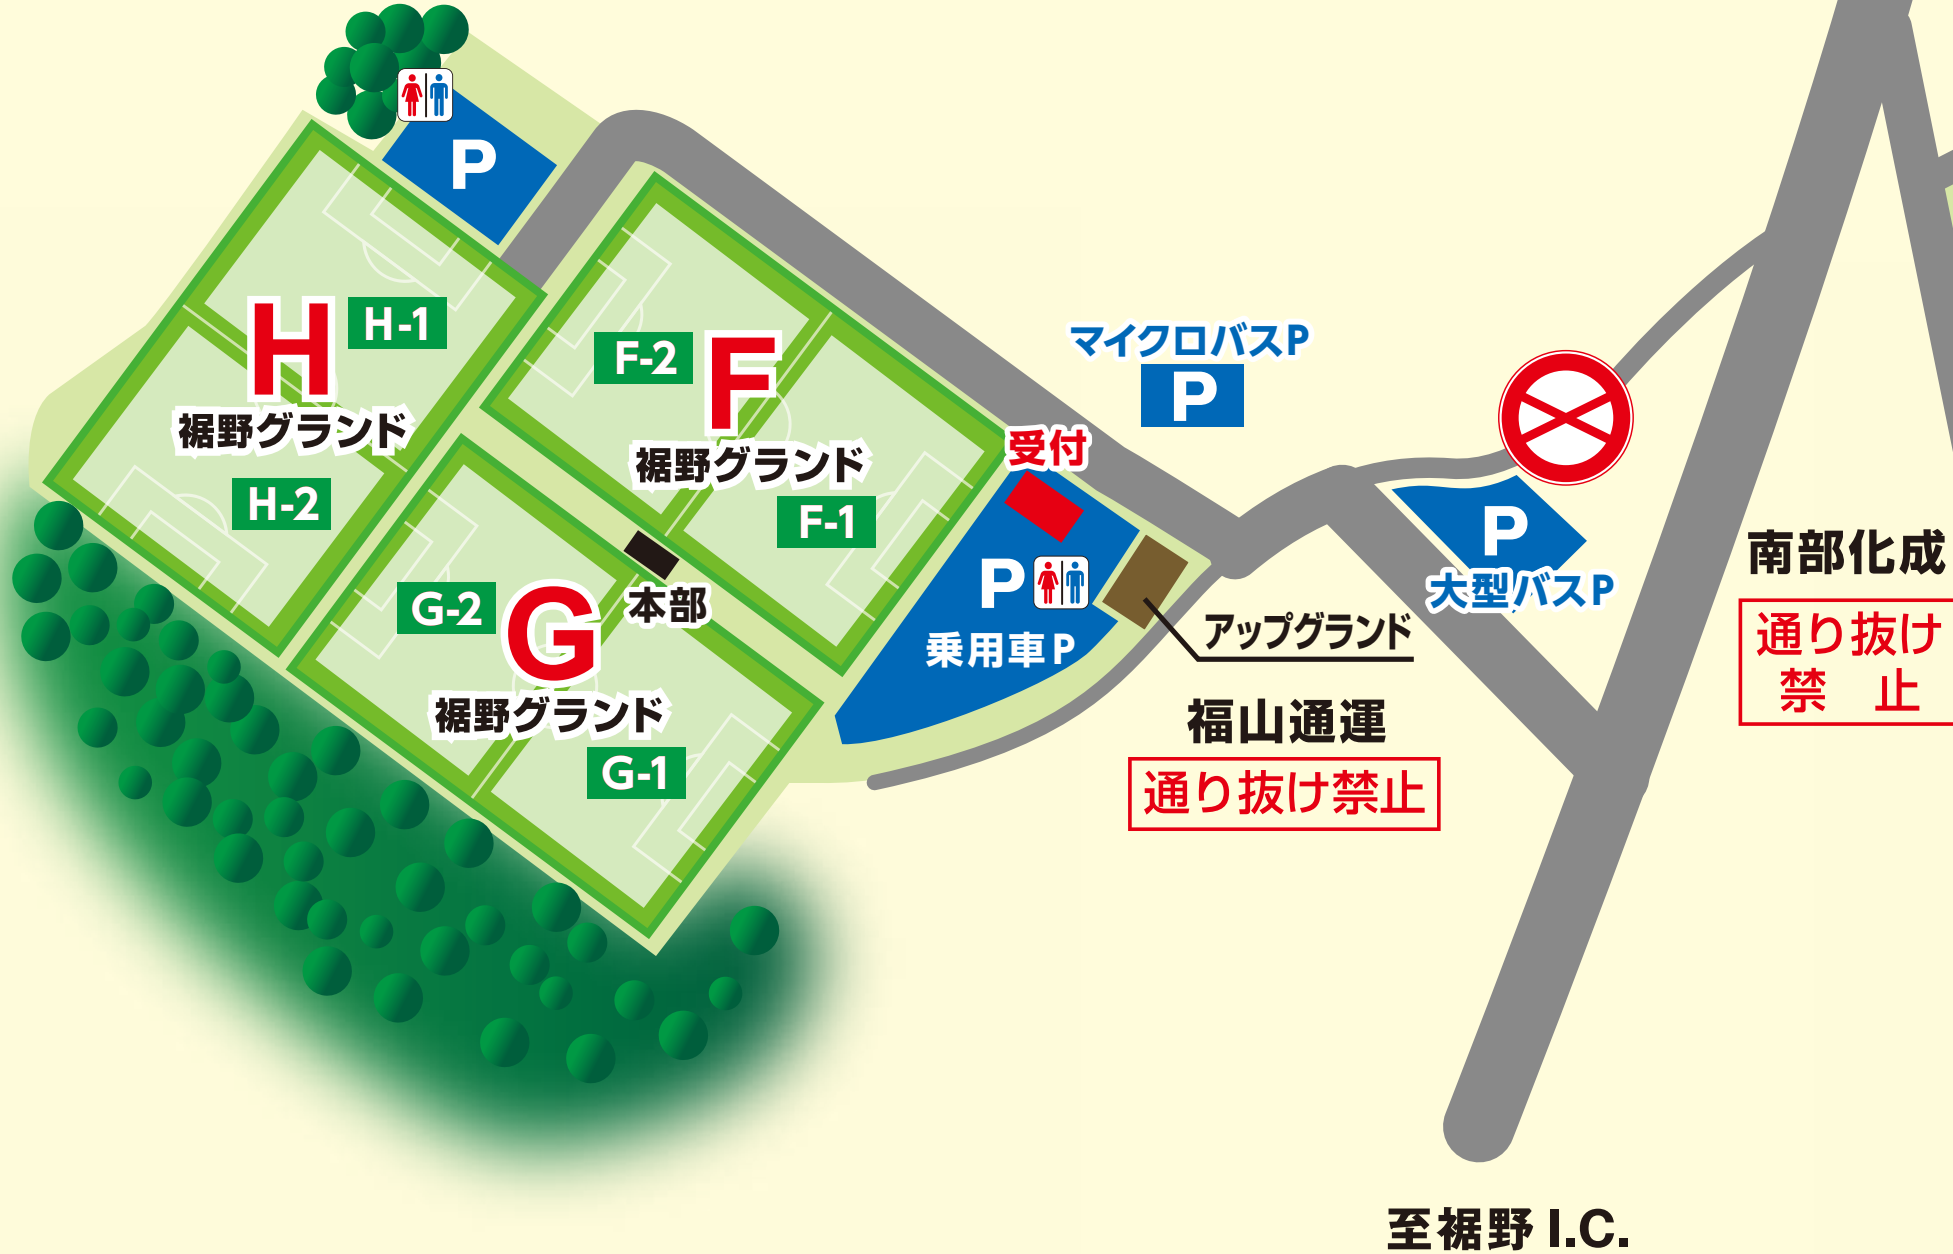 P
H
H-1
裾野グランド
H-2
F-2
F
裾野グランド
F-1
G-2
G
本部
裾野グランド
G-1
受付
P
乗用車P
マイクロバスP
P
アップグランド
福山通運
通り抜け禁止
P
大型バスP
南部化成
通り抜け
禁 止
至裾野 I.C.